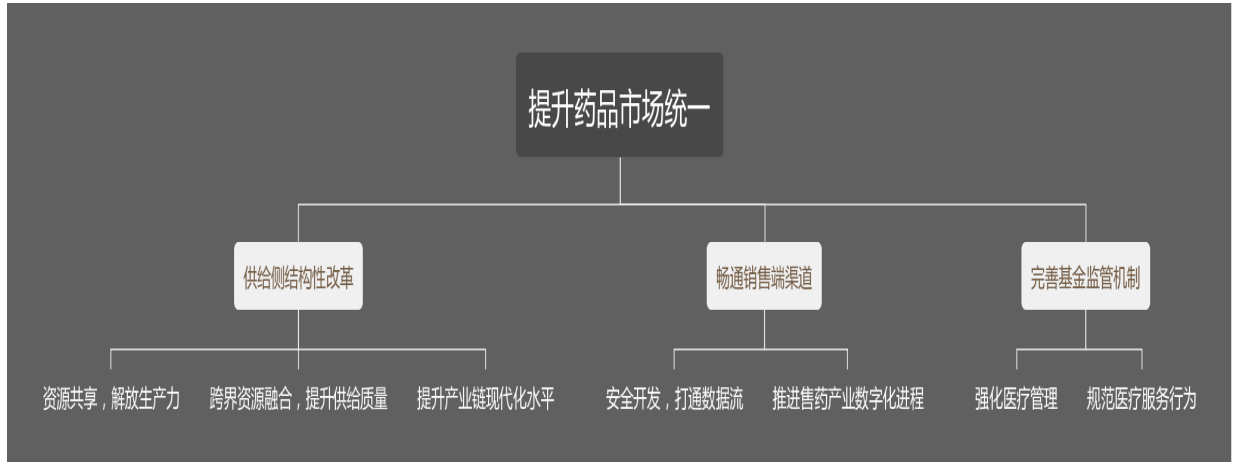 提升药品市场统一
供给侧结构性改革
畅通销售端渠道
完善基金监管机制
资源共享，解放生产力
跨界资源融合，提升供给质量
提升产业链现代化水平
安全开发，打通数据流
推进售药产业数字化进程
强化医疗管理
规范医疗服务行为